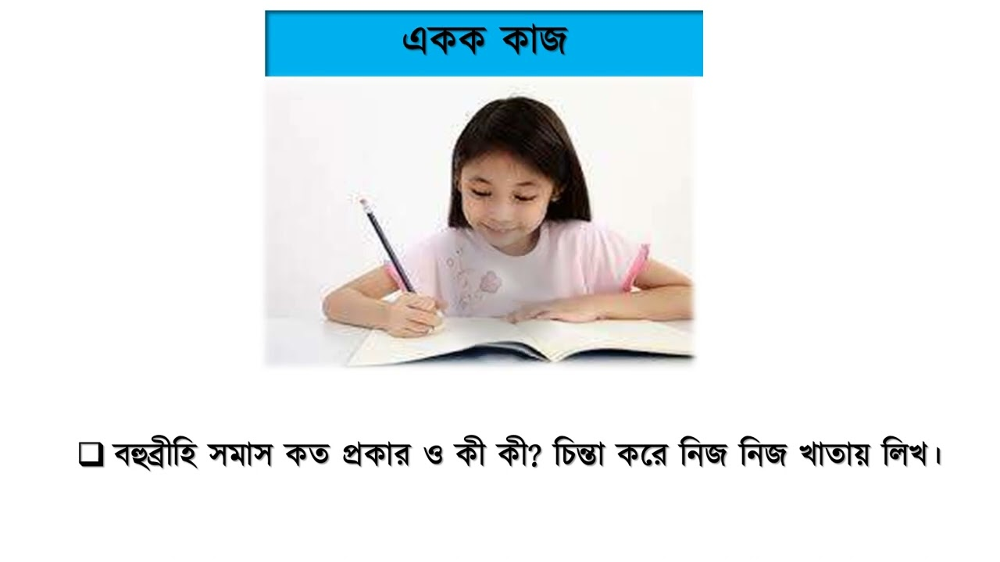 একক কাজ
❑ বহুব্রীহি সমাস কত প্রকার ও কী কী? চিন্তা করে নিজ নিজ খাতায় লিখ।